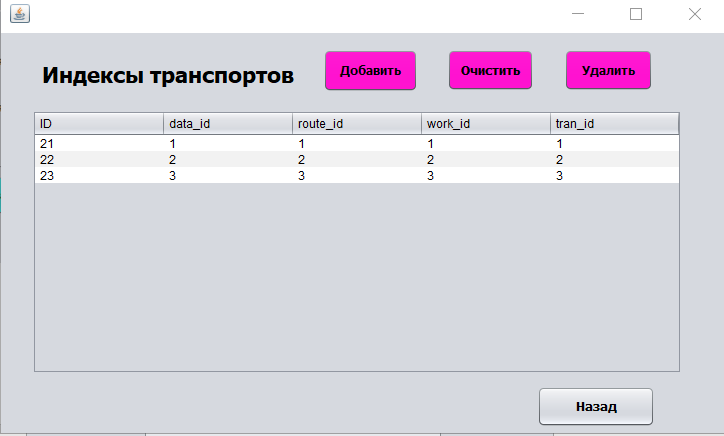 Индексы транспортов Добавить Очистить Удалить
ID data_id route_id work_id tran_id
21 1 1 1 1
22 2 2 2 2
23 3 3 3 3
Назад